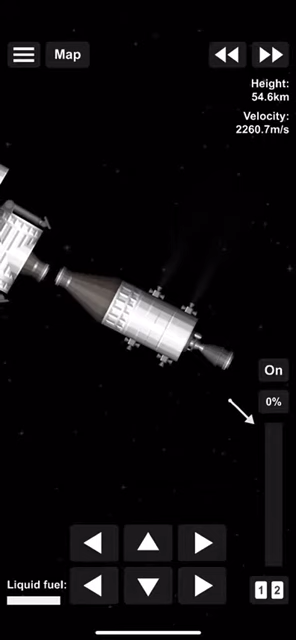 Map
Height:
54.6km
Velocity:
2260.7m/s
On
0%
Liquid fuel:
1 2